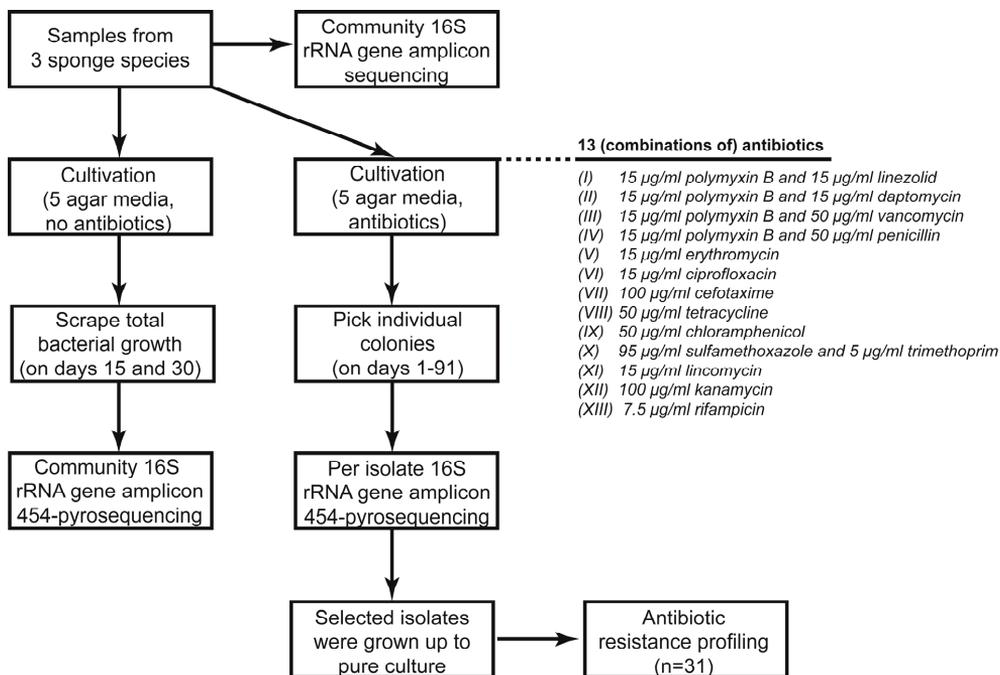 Samples from
3 sponge species
Community 16S
rRNA gene amplicon
sequencing
Cultivation
(5 agar media,
no antibiotics)
Cultivation
(5 agar media,
antibiotics)
13 (combinations of) antibiotics
(I) 15 µg/ml polymyxin B and 15 µg/ml linezolid
(II) 15 µg/ml polymyxin B and 15 µg/ml daptomycin
(III) 15 µg/ml polymyxin B and 50 µg/ml vancomycin
(IV) 15 µg/ml polymyxin B and 50 µg/ml penicillin
(V) 15 µg/ml erythromycin
(VI) 15 µg/ml ciprofloxacin
(VII) 100 µg/ml cefotaxime
(VIII) 50 µg/ml tetracycline
(IX) 50 µg/ml chloramphenicol
(X) 95 µg/ml sulfamethoxazole and 5 µg/ml trimethoprim
(XI) 15 µg/ml lincomycin
(XII) 100 µg/ml kanamycin
(XIII) 7.5 µg/ml rifampicin
Scrape total
bacterial growth
(on days 15 and 30)
Pick individual
colonies
(on days 1-91)
Community 16S
rRNA gene amplicon
454-pyrosequencing
Per isolate 16S
rRNA gene amplicon
454-pyrosequencing
Selected isolates
were grown up to
pure culture
Antibiotic
resistance profiling
(n=31)